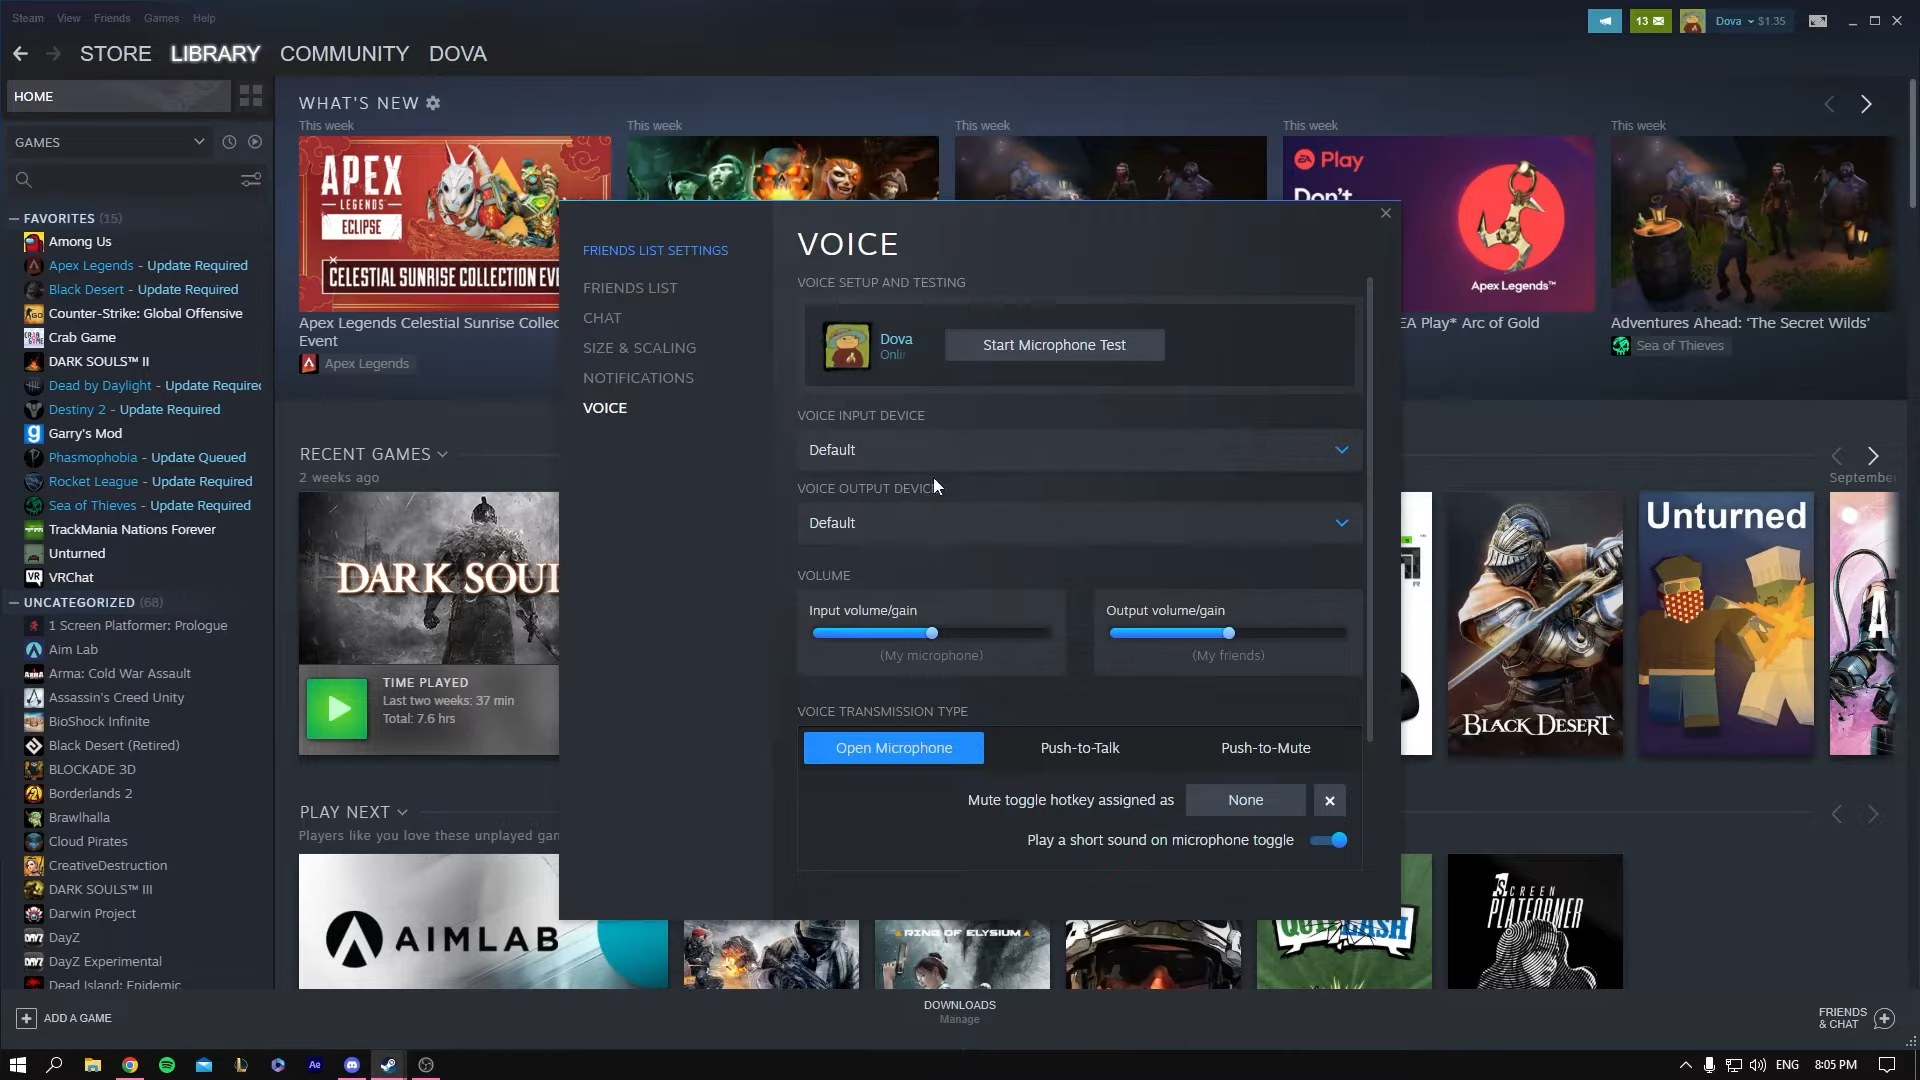 Steam View Friends Games Help
13 Dova $1.35
STORE LIBRARY COMMUNITY DOVA
HOME
GAMES
FAVORITES (15)
Among Us
Apex Legends - Update Required
Black Desert - Update Required
Counter-Strike: Global Offensive
Crab Game
DARK SOULS™ II
Dead by Daylight - Update Required
Destiny 2 - Update Required
Garry's Mod
Phasmophobia - Update Queued
Rocket League - Update Required
Sea of Thieves - Update Required
TrackMania Nations Forever
Unturned
VRChat
UNCATEGORIZED (68)
1 Screen Platformer: Prologue
Aim Lab
Arma: Cold War Assault
Assassin's Creed Unity
BioShock Infinite
Black Desert (Retired)
BLOCKADE 3D
Borderlands 2
Brawlhalla
Cloud Pirates
CreativeDestruction
DARK SOULS™ III
Darwin Project
DayZ
DayZ Experimental
Dead Island: Epidemic
ADD A GAME
WHAT'S NEW
This week This week This week This week This week
APEX
LEGENDS
ECLIPSE
CELESTIAL SUNRISE COLLECTION EVE
Apex Legends Celestial Sunrise Collec
Event
Apex Legends
EA Play
Don't
Apex Legends™
EA Play* Arc of Gold
Adventures Ahead: ‘The Secret Wilds’
Sea of Thieves
RECENT GAMES
2 weeks ago
DARK SOUL
TIME PLAYED
Last two weeks: 37 min
Total: 7.6 hrs
Septembe
BLACK DESERT
Unturned
PLAY NEXT
Players like you love these unplayed gan
AIMLAB
RING OF ELYSIUM
SCREEN
PLATFORMER
FRIENDS LIST SETTINGS
FRIENDS LIST
CHAT
SIZE & SCALING
NOTIFICATIONS
VOICE
VOICE
VOICE SETUP AND TESTING
Dova
Onli
Start Microphone Test
VOICE INPUT DEVICE
Default
VOICE OUTPUT DEVIC
Default
VOLUME
Input volume/gain
(My microphone)
Output volume/gain
(My friends)
VOICE TRANSMISSION TYPE
Open Microphone Push-to-Talk Push-to-Mute
Mute toggle hotkey assigned as None
Play a short sound on microphone toggle
DOWNLOADS
Manage
FRIENDS
& CHAT
Ae
ENG 8:05 PM